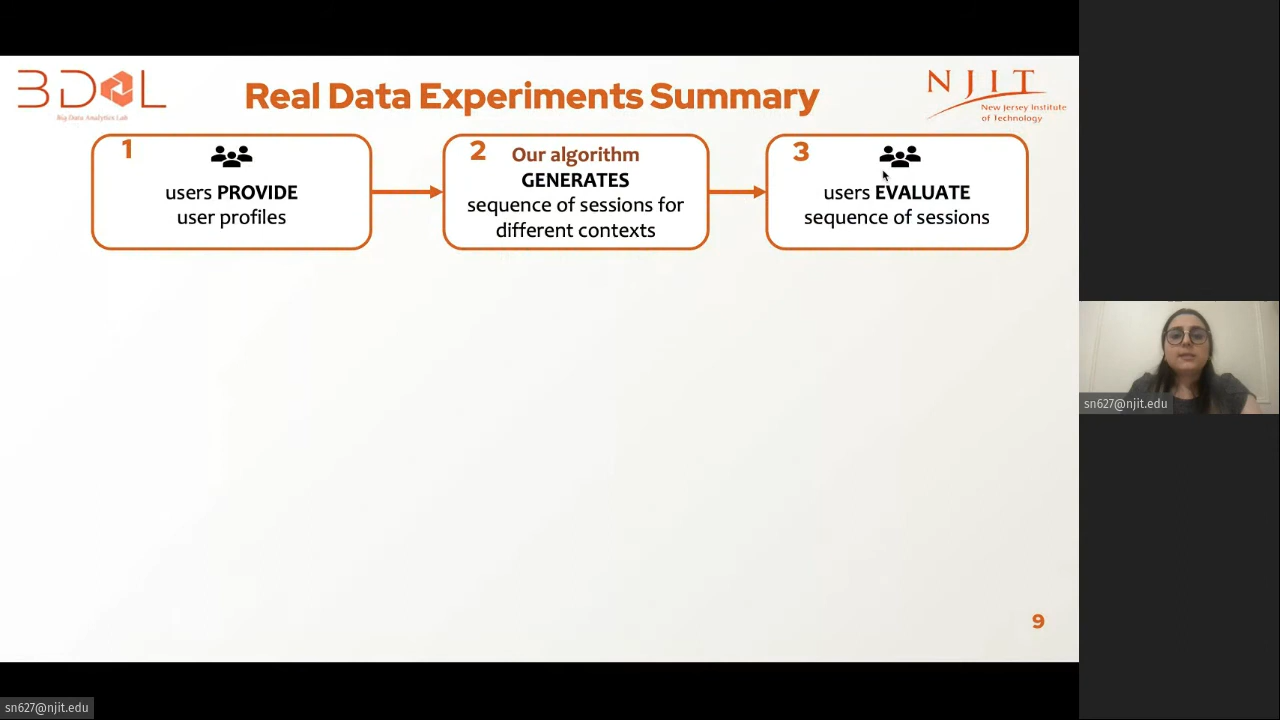 BDAL
Big Data Analytics Lab
Real Data Experiments Summary
NJIT
New Jersey Institute
of Technology
1
users PROVIDE
user profiles
2
Our algorithm
GENERATES
sequence of sessions for
different contexts
3
users EVALUATE
sequence of sessions
9
sn627@njit.edu
sn627@njit.edu